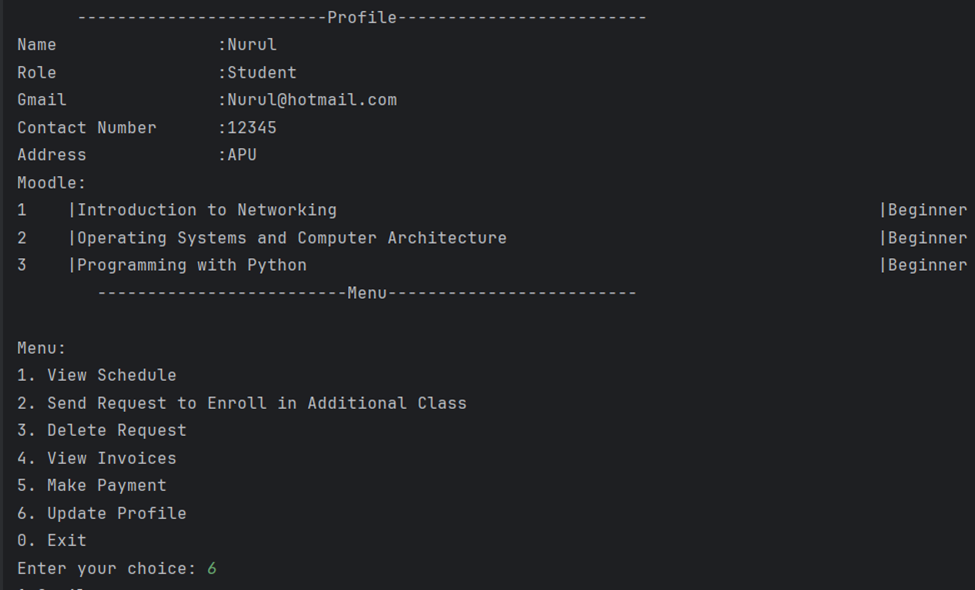 -------------------------Profile-------------------------
Name                :Nurul
Role                :Student
Gmail               :Nurul@hotmail.com
Contact Number      :12345
Address             :APU
Moodle:
1    |Introduction to Networking                                                      |Beginner
2    |Operating Systems and Computer Architecture                                     |Beginner
3    |Programming with Python                                                         |Beginner
-------------------------Menu-------------------------
Menu:
1. View Schedule
2. Send Request to Enroll in Additional Class
3. Delete Request
4. View Invoices
5. Make Payment
6. Update Profile
0. Exit
Enter your choice: 6